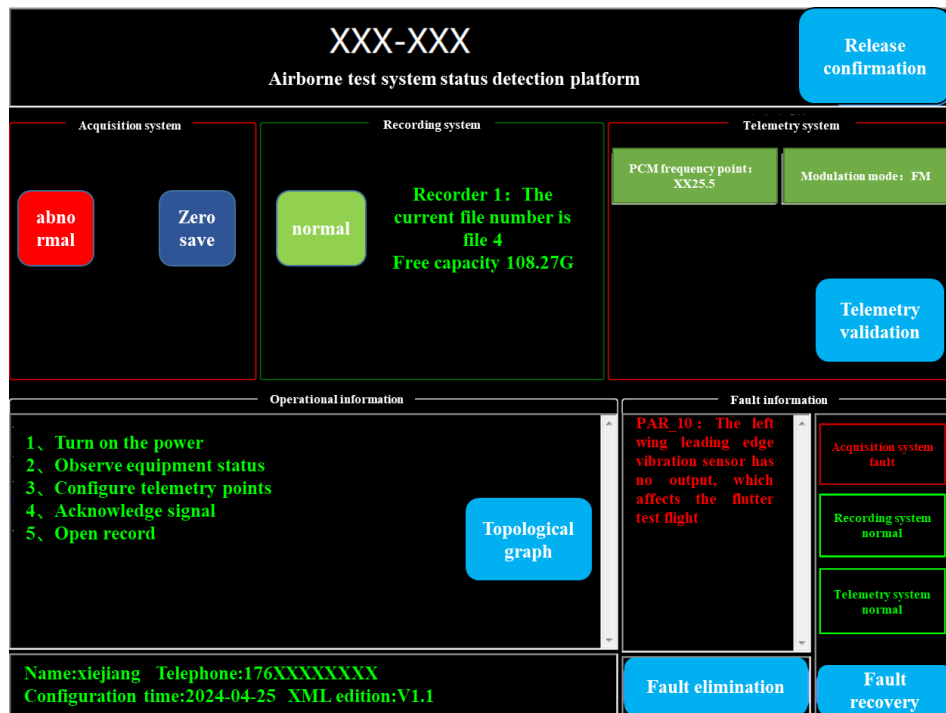 XXX-XXX
Airborne test system status detection platform
Release
confirmation
Acquisition system
Recording system
Telemetry system
abno
rmal
Zero
save
normal
Recorder 1：The
current file number is
file 4
Free capacity 108.27G
PCM frequency point：
XX25.5
Modulation mode：FM
Telemetry
validation
Operational information
1、Turn on the power
2、Observe equipment status
3、Configure telemetry points
4、Acknowledge signal
5、Open record
Topological
graph
Fault information
PAR_10：The left
wing leading edge
vibration sensor has
no output, which
affects the flutter
test flight
Acquisition system
fault
Recording system
normal
Telemetry system
normal
Name:xiejiang Telephone:176XXXXXXXX
Configuration time:2024-04-25 XML edition:V1.1
Fault elimination
Fault
recovery